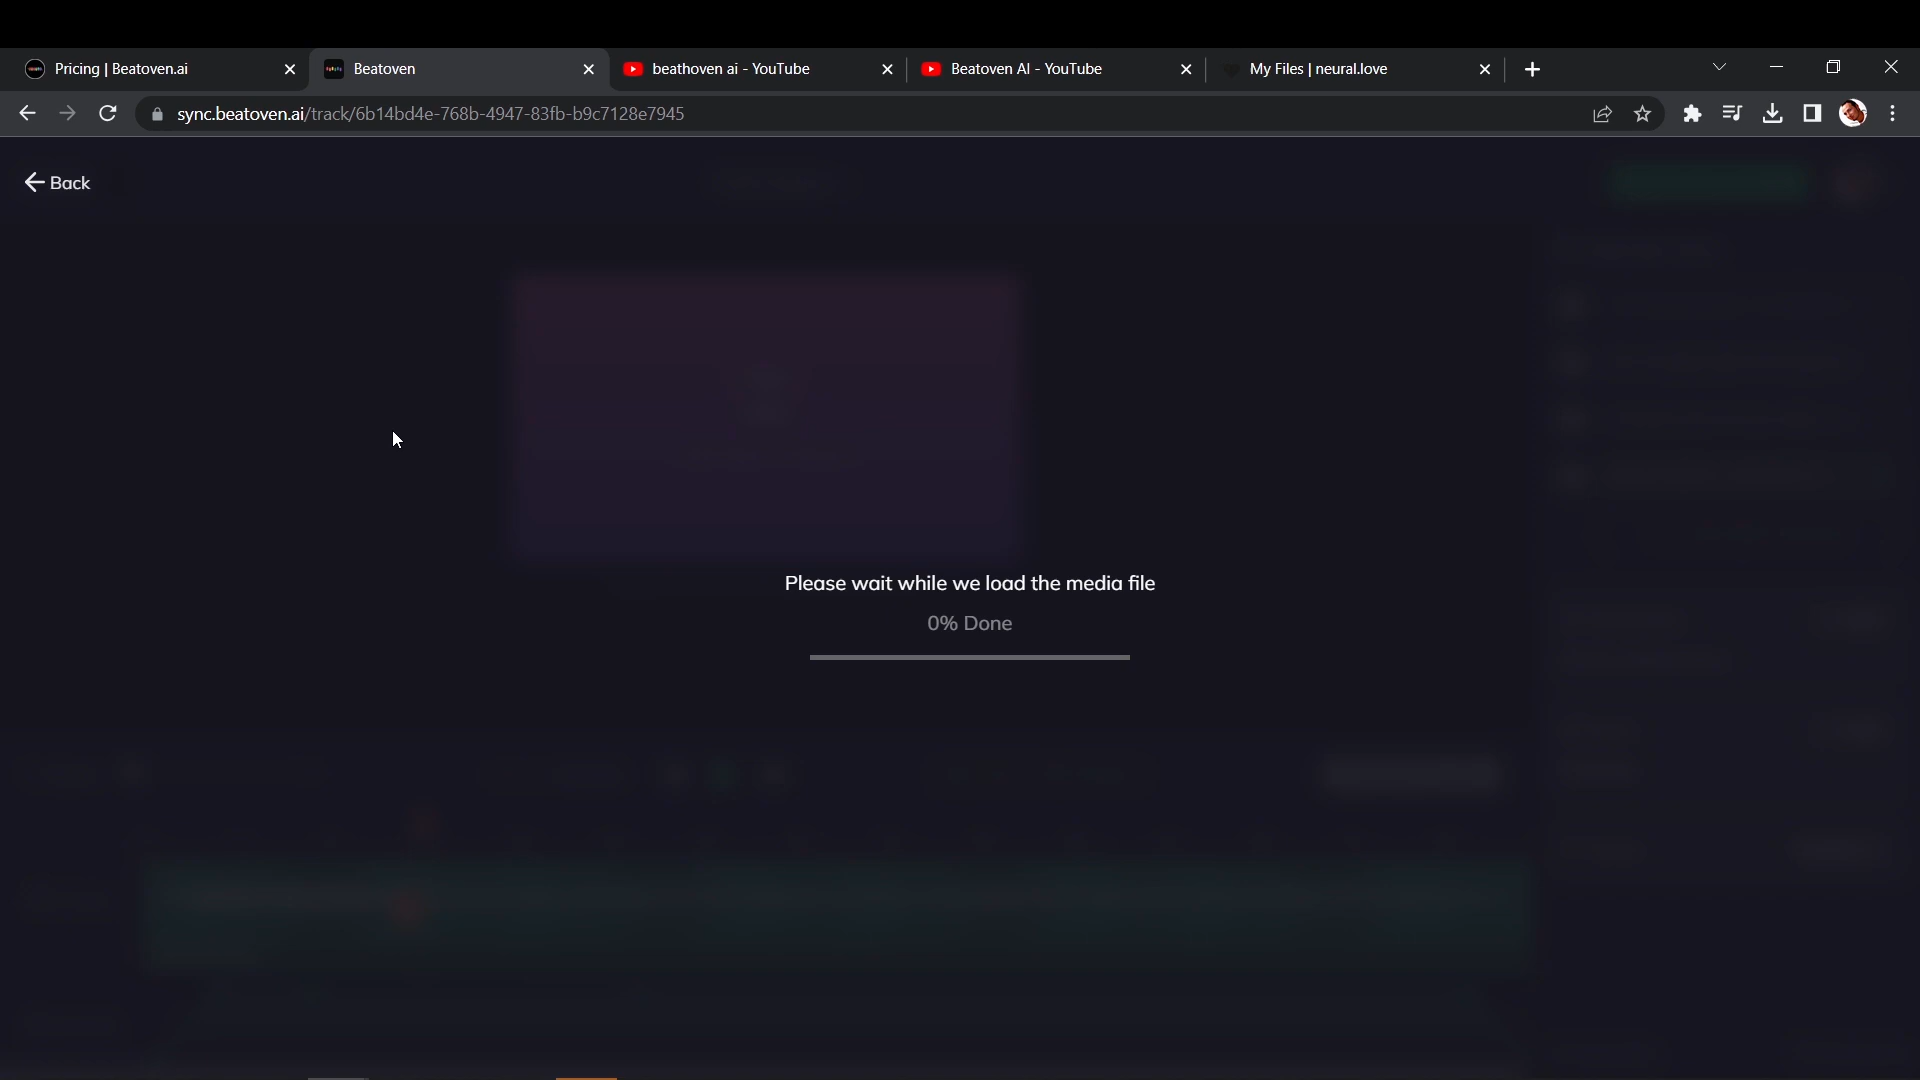 Pricing | Beatoven.ai
Beatoven
beathoven ai - YouTube
Beatoven AI - YouTube
My Files | neural.love
sync.beatoven.ai/track/6b14bd4e-768b-4947-83fb-b9c7128e7945
Back
Please wait while we load the media file
0% Done